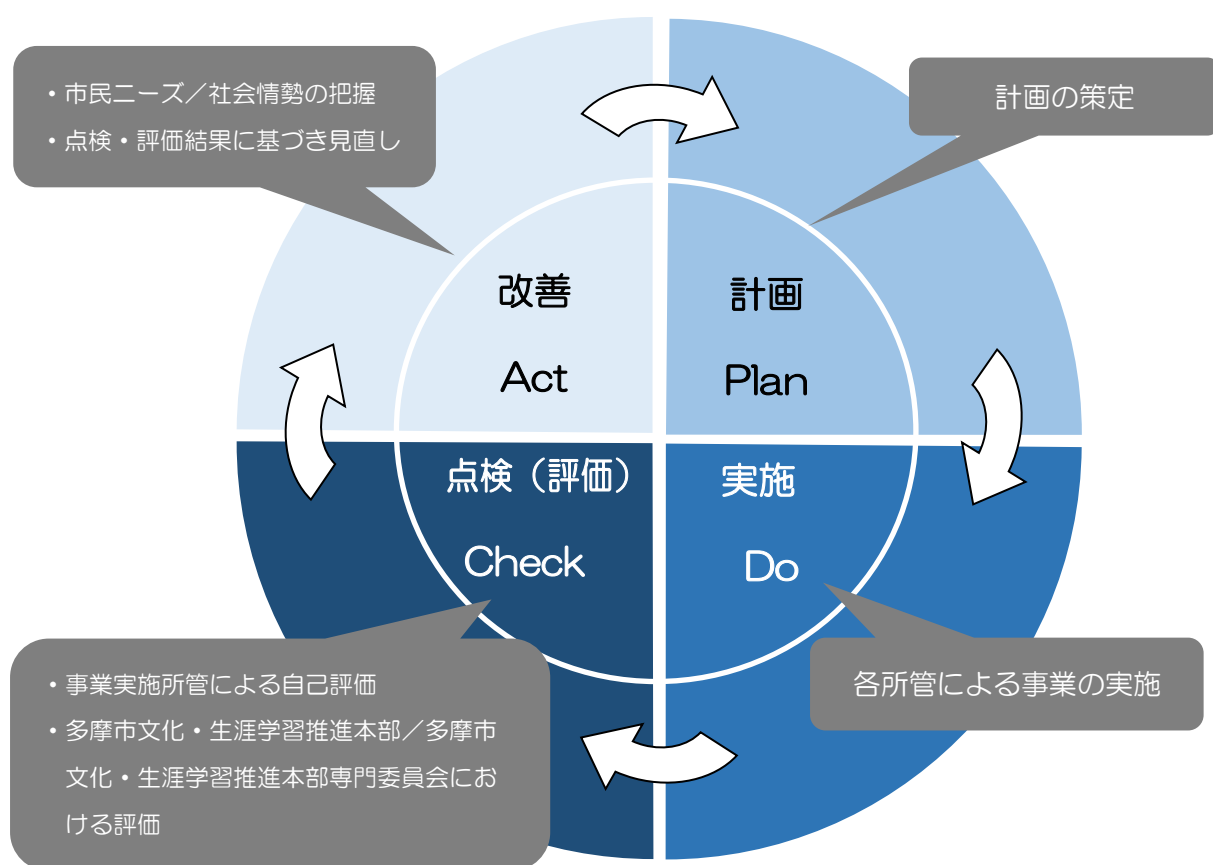 ・市民ニーズ／社会情勢の把握
・点検・評価結果に基づき見直し
計画の策定
改善
Act
計画
Plan
点検（評価）
Check
実施
Do
・事業実施所管による自己評価
・多摩市文化・生涯学習推進本部／多摩市
文化・生涯学習推進本部専門委員会にお
ける評価
各所管による事業の実施